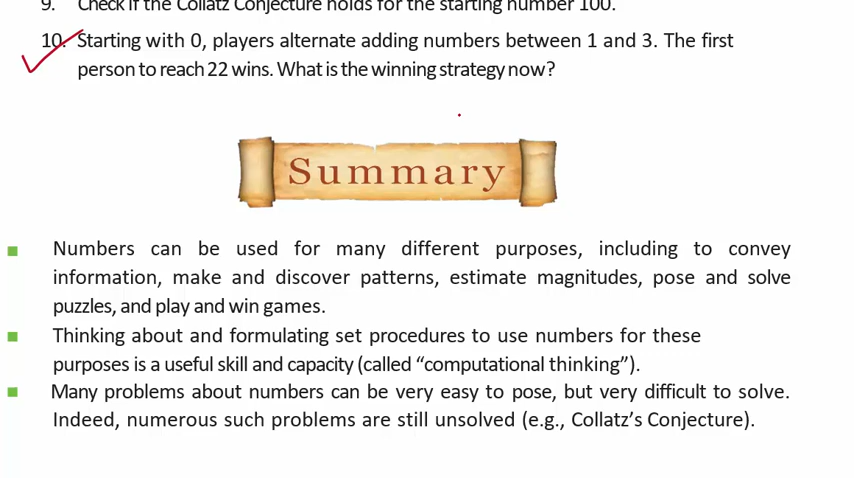 9. Check if the Collatz Conjecture holds for the starting number 100.
10. Starting with 0, players alternate adding numbers between 1 and 3. The first
person to reach 22 wins. What is the winning strategy now?
Summary
Numbers can be used for many different purposes, including to convey
information, make and discover patterns, estimate magnitudes, pose and solve
puzzles, and play and win games.
Thinking about and formulating set procedures to use numbers for these
purposes is a useful skill and capacity (called “computational thinking”).
Many problems about numbers can be very easy to pose, but very difficult to solve.
Indeed, numerous such problems are still unsolved (e.g., Collatz’s Conjecture).